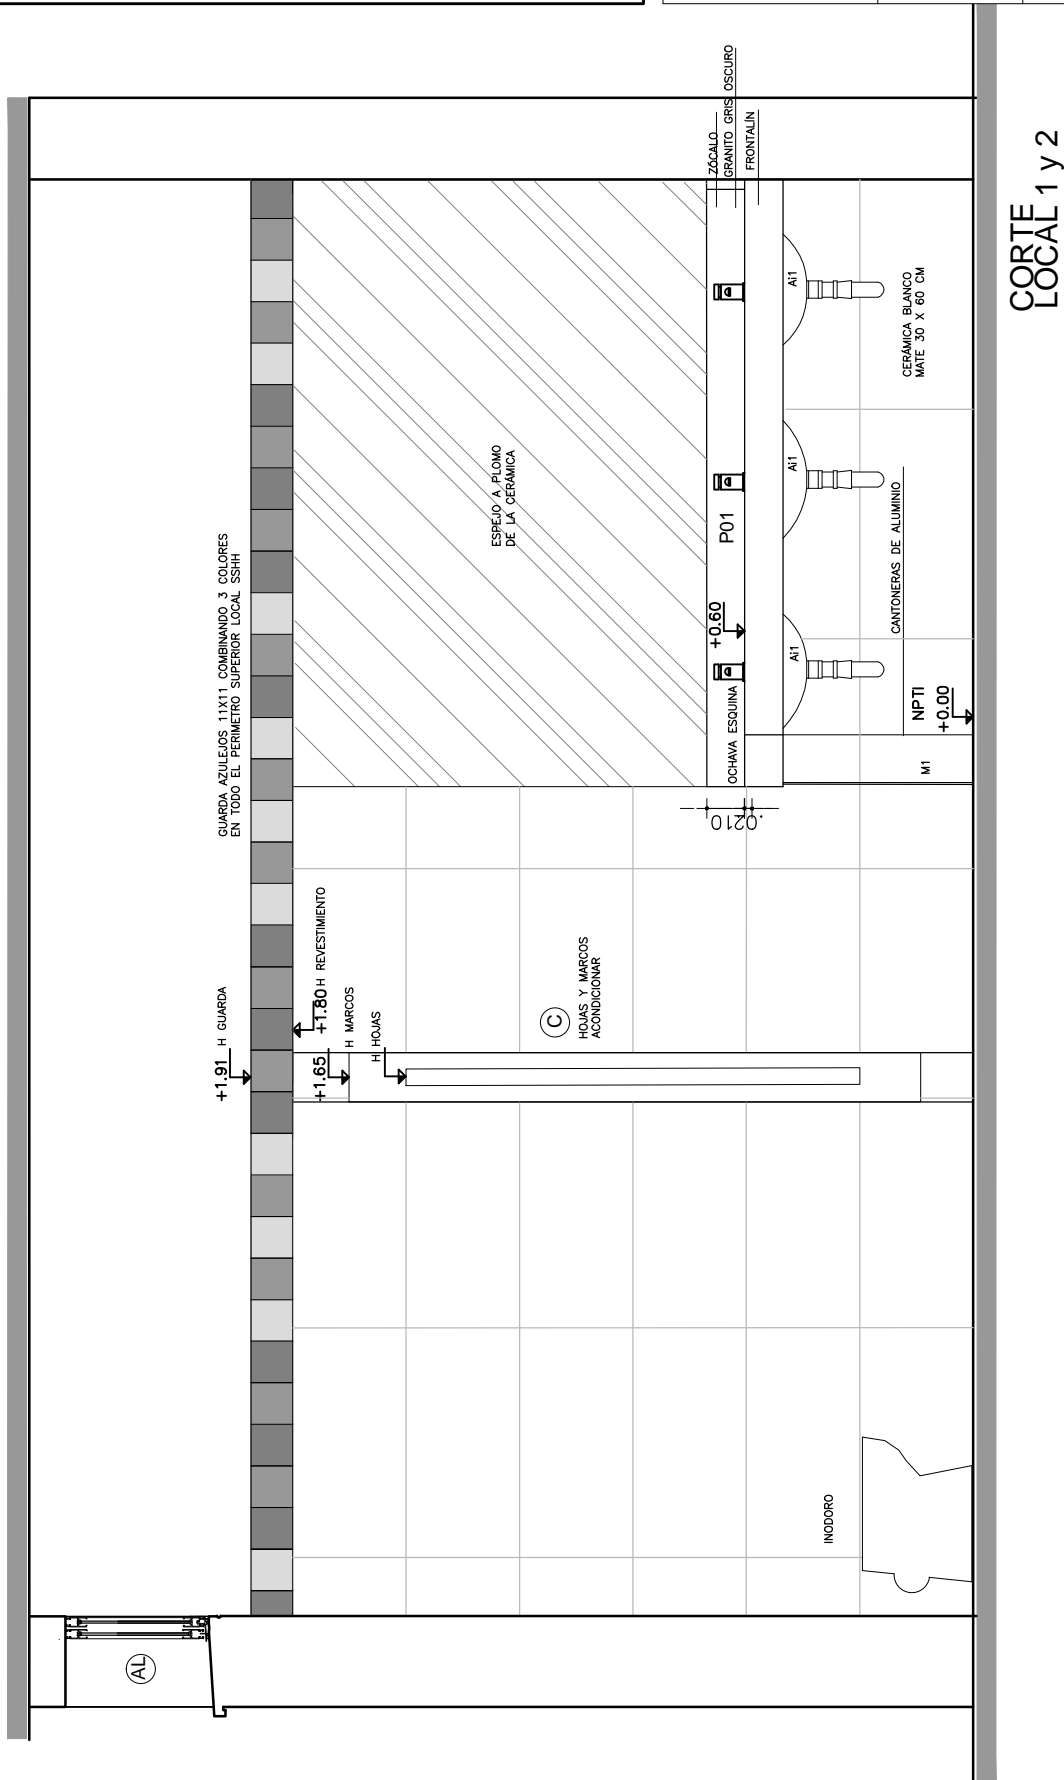 GUARDA AZULEJOS 11X11 COMBINANDO 3 COLORES
EN TODO EL PERIMETRO SUPERIOR LOCAL SSHH
+1.91
H GUARDA
+1.80
H REVESTIMIENTO
+1.65
H MARCOS
H HOJAS
C
HOJAS Y MARCOS
ACONDICIONAR
ESPEJO A PLOMO
DE LA CERÁMICA
ZÓCALO
GRANITO GRIS OSCURO
FRONTALÍN
P01
+0.60
OCHAVA ESQUINA
Ai1
Ai1
Ai1
CERÁMICA BLANCO
MATE 30 X 60 CM
CANTONERAS DE ALUMINIO
NPTI
+0.00
M1
INODORO
AL
CORTE
LOCAL 1 y 2